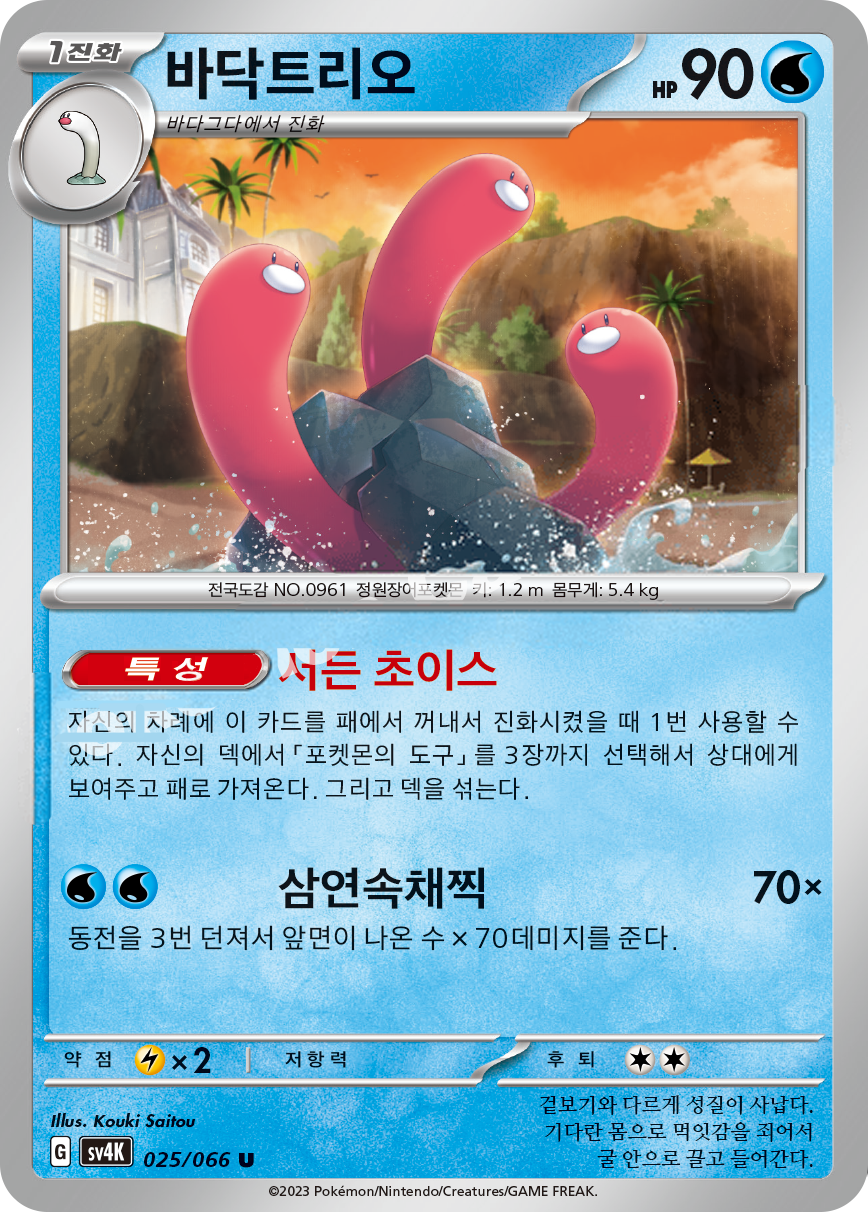 1진화
바닥트리오
HP 90
바다그다에서 진화
전국도감 NO.0961 정원장어포켓몬 키: 1.2 m 몸무게: 5.4 kg
특성 서든 초이스
자신의 차례에 이 카드를 패에서 꺼내서 진화시켰을 때 1번 사용할 수
있다. 자신의 덱에서 「포켓몬의 도구」를 3장까지 선택해서 상대에게
보여주고 패로 가져온다. 그리고 덱을 섞는다.
삼연속채찍 70×
동전을 3번 던져서 앞면이 나온 수 × 70데미지를 준다.
약점 ×2 저항력 후퇴
겉보기와 다르게 성질이 사납다.
기다란 몸으로 먹잇감을 죄어서
굴 안으로 끌고 들어간다.
Illus. Kouki Saitou
G sv4K 025/066 U
©2023 Pokémon/Nintendo/Creatures/GAME FREAK.